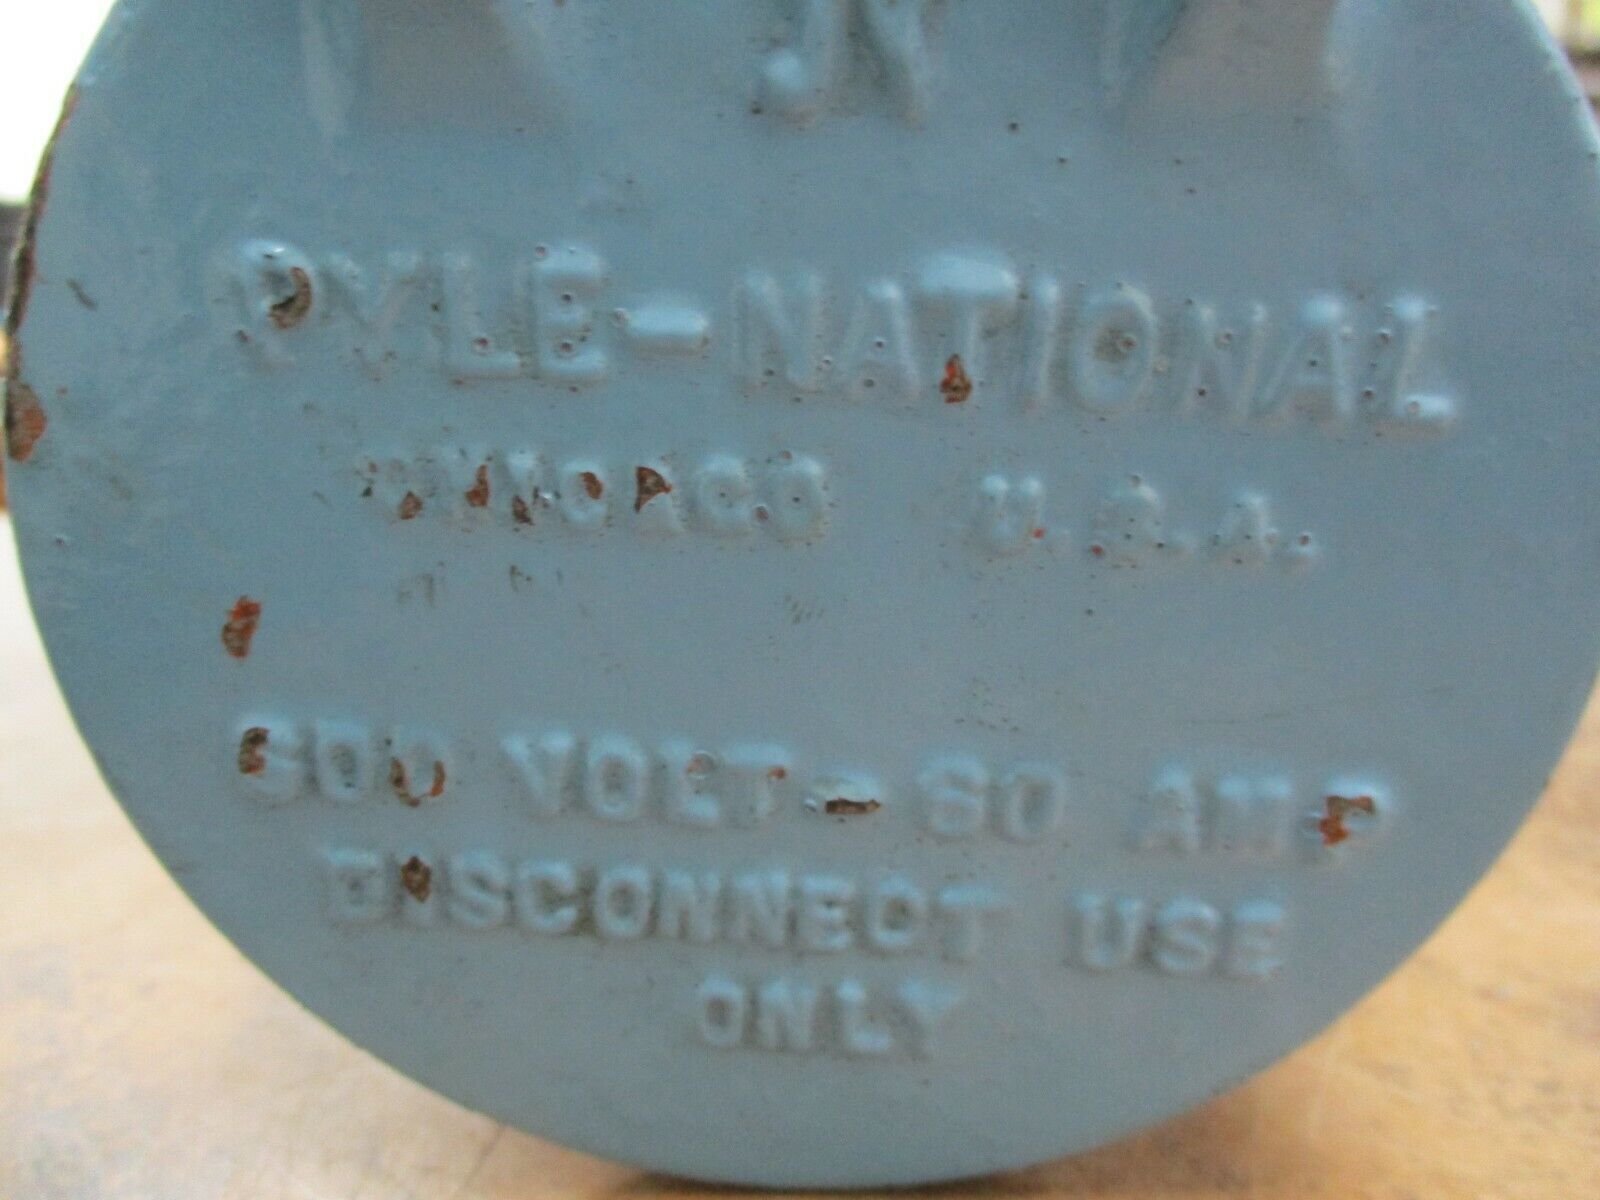 PYLE-NATIONAL
CHICAGO U.S.A.
600 VOLT-60 AMP
DISCONNECT USE
ONLY